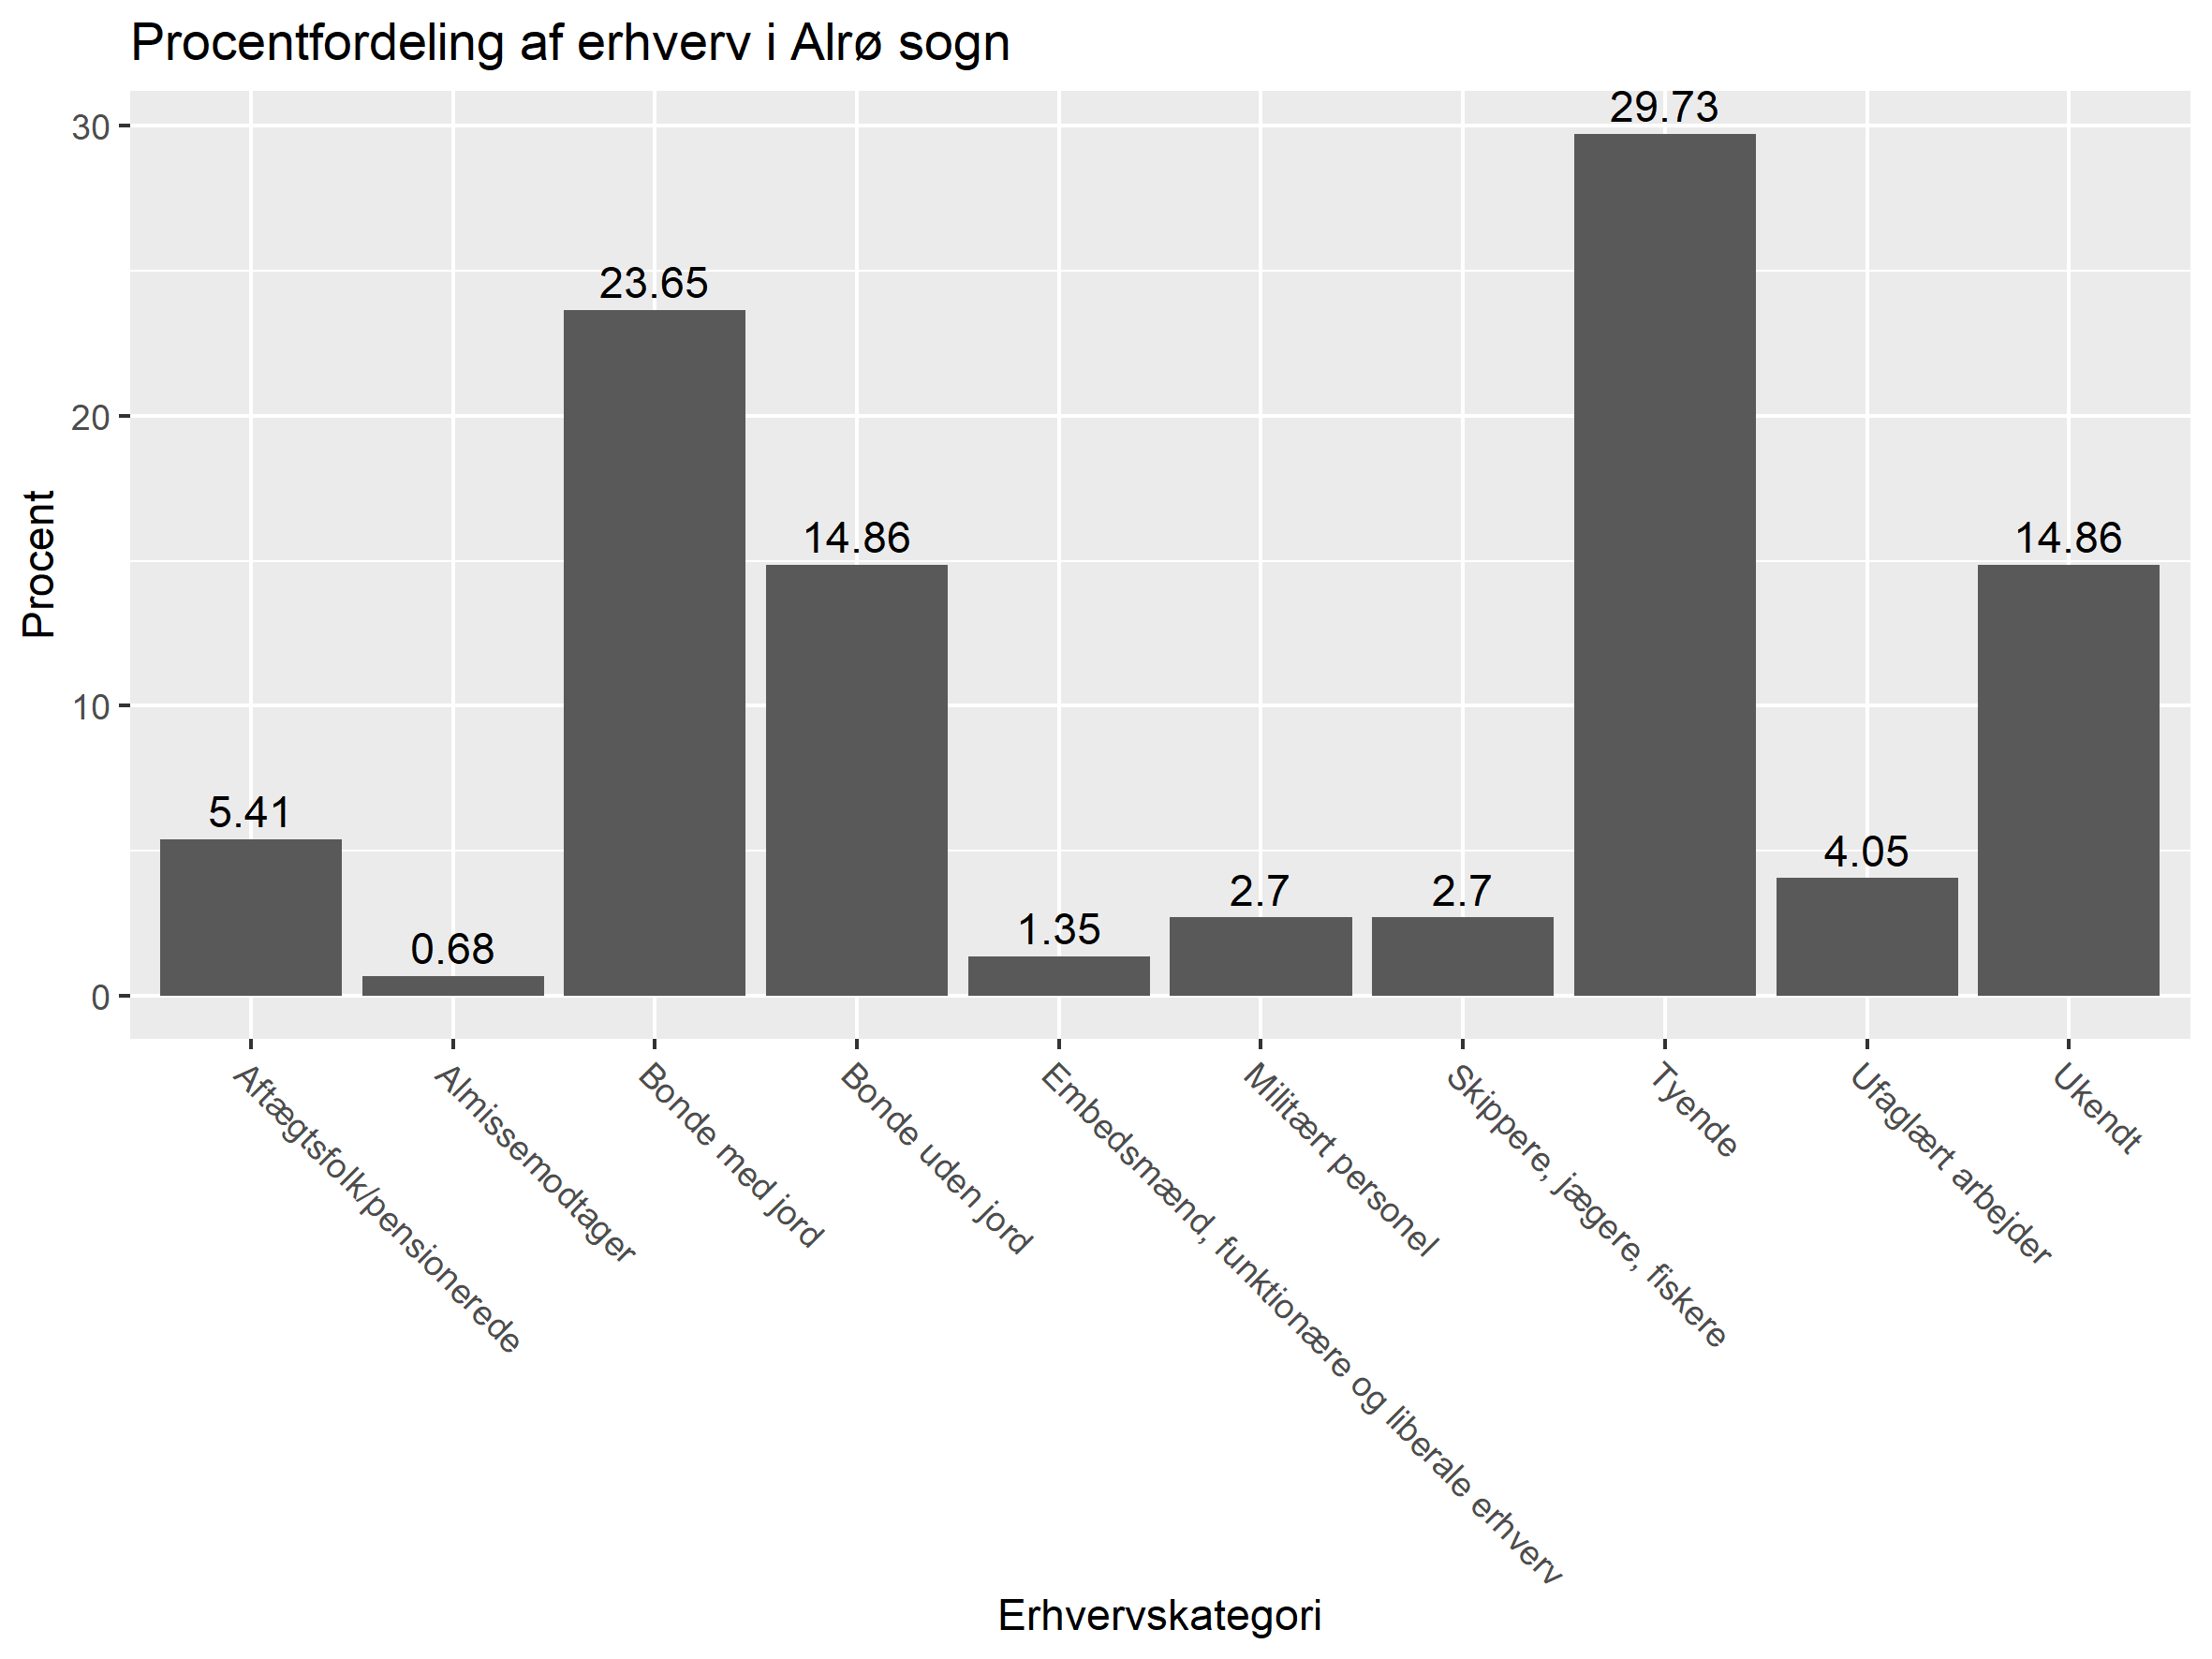 Procentfordeling af erhverv i Alrø sogn
Procent
30
20
10
0
5.41
0.68
23.65
14.86
1.35
2.7
2.7
29.73
4.05
14.86
Aftægtsfolk/pensionerede
Almissemodtager
Bonde med jord
Bonde uden jord
Embedsmænd, funktionære og liberale erhverv
Militært personel
Skippere, jægere, fiskere
Tyende
Ufaglært arbejder
Ukendt
Erhvervskategori